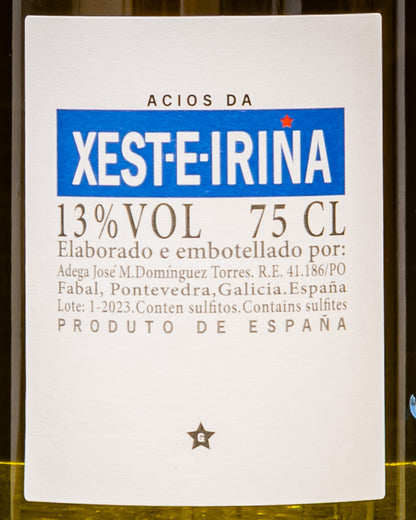 ACIOS DA
XEST-E-IRIÑA
13% VOL 75 CL
Elaborado e embotellado por:
Adega José M.Domínguez Torres. R.E. 41.186/PO
Fabal, Pontevedra,Galicia.España
Lote: 1-2023.Conten sulfitos.Contains sulfites
PRODUTO DE ESPAÑA
G